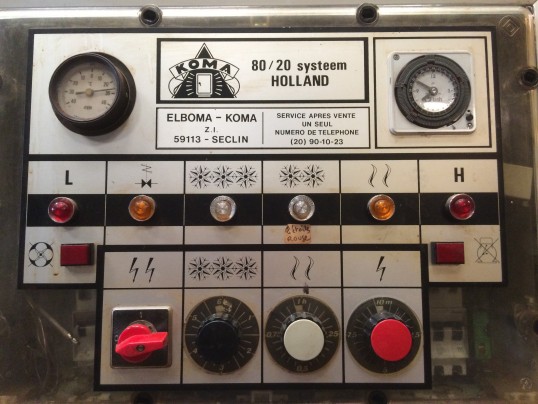 KOMA
80/20 systeem
HOLLAND
ELBOMA - KOMA
Z.I.
59113 - SECLIN
SERVICE APRES VENTE
UN SEUL
NUMERO DE TELEPHONE
(20) 90-10-23
L
H